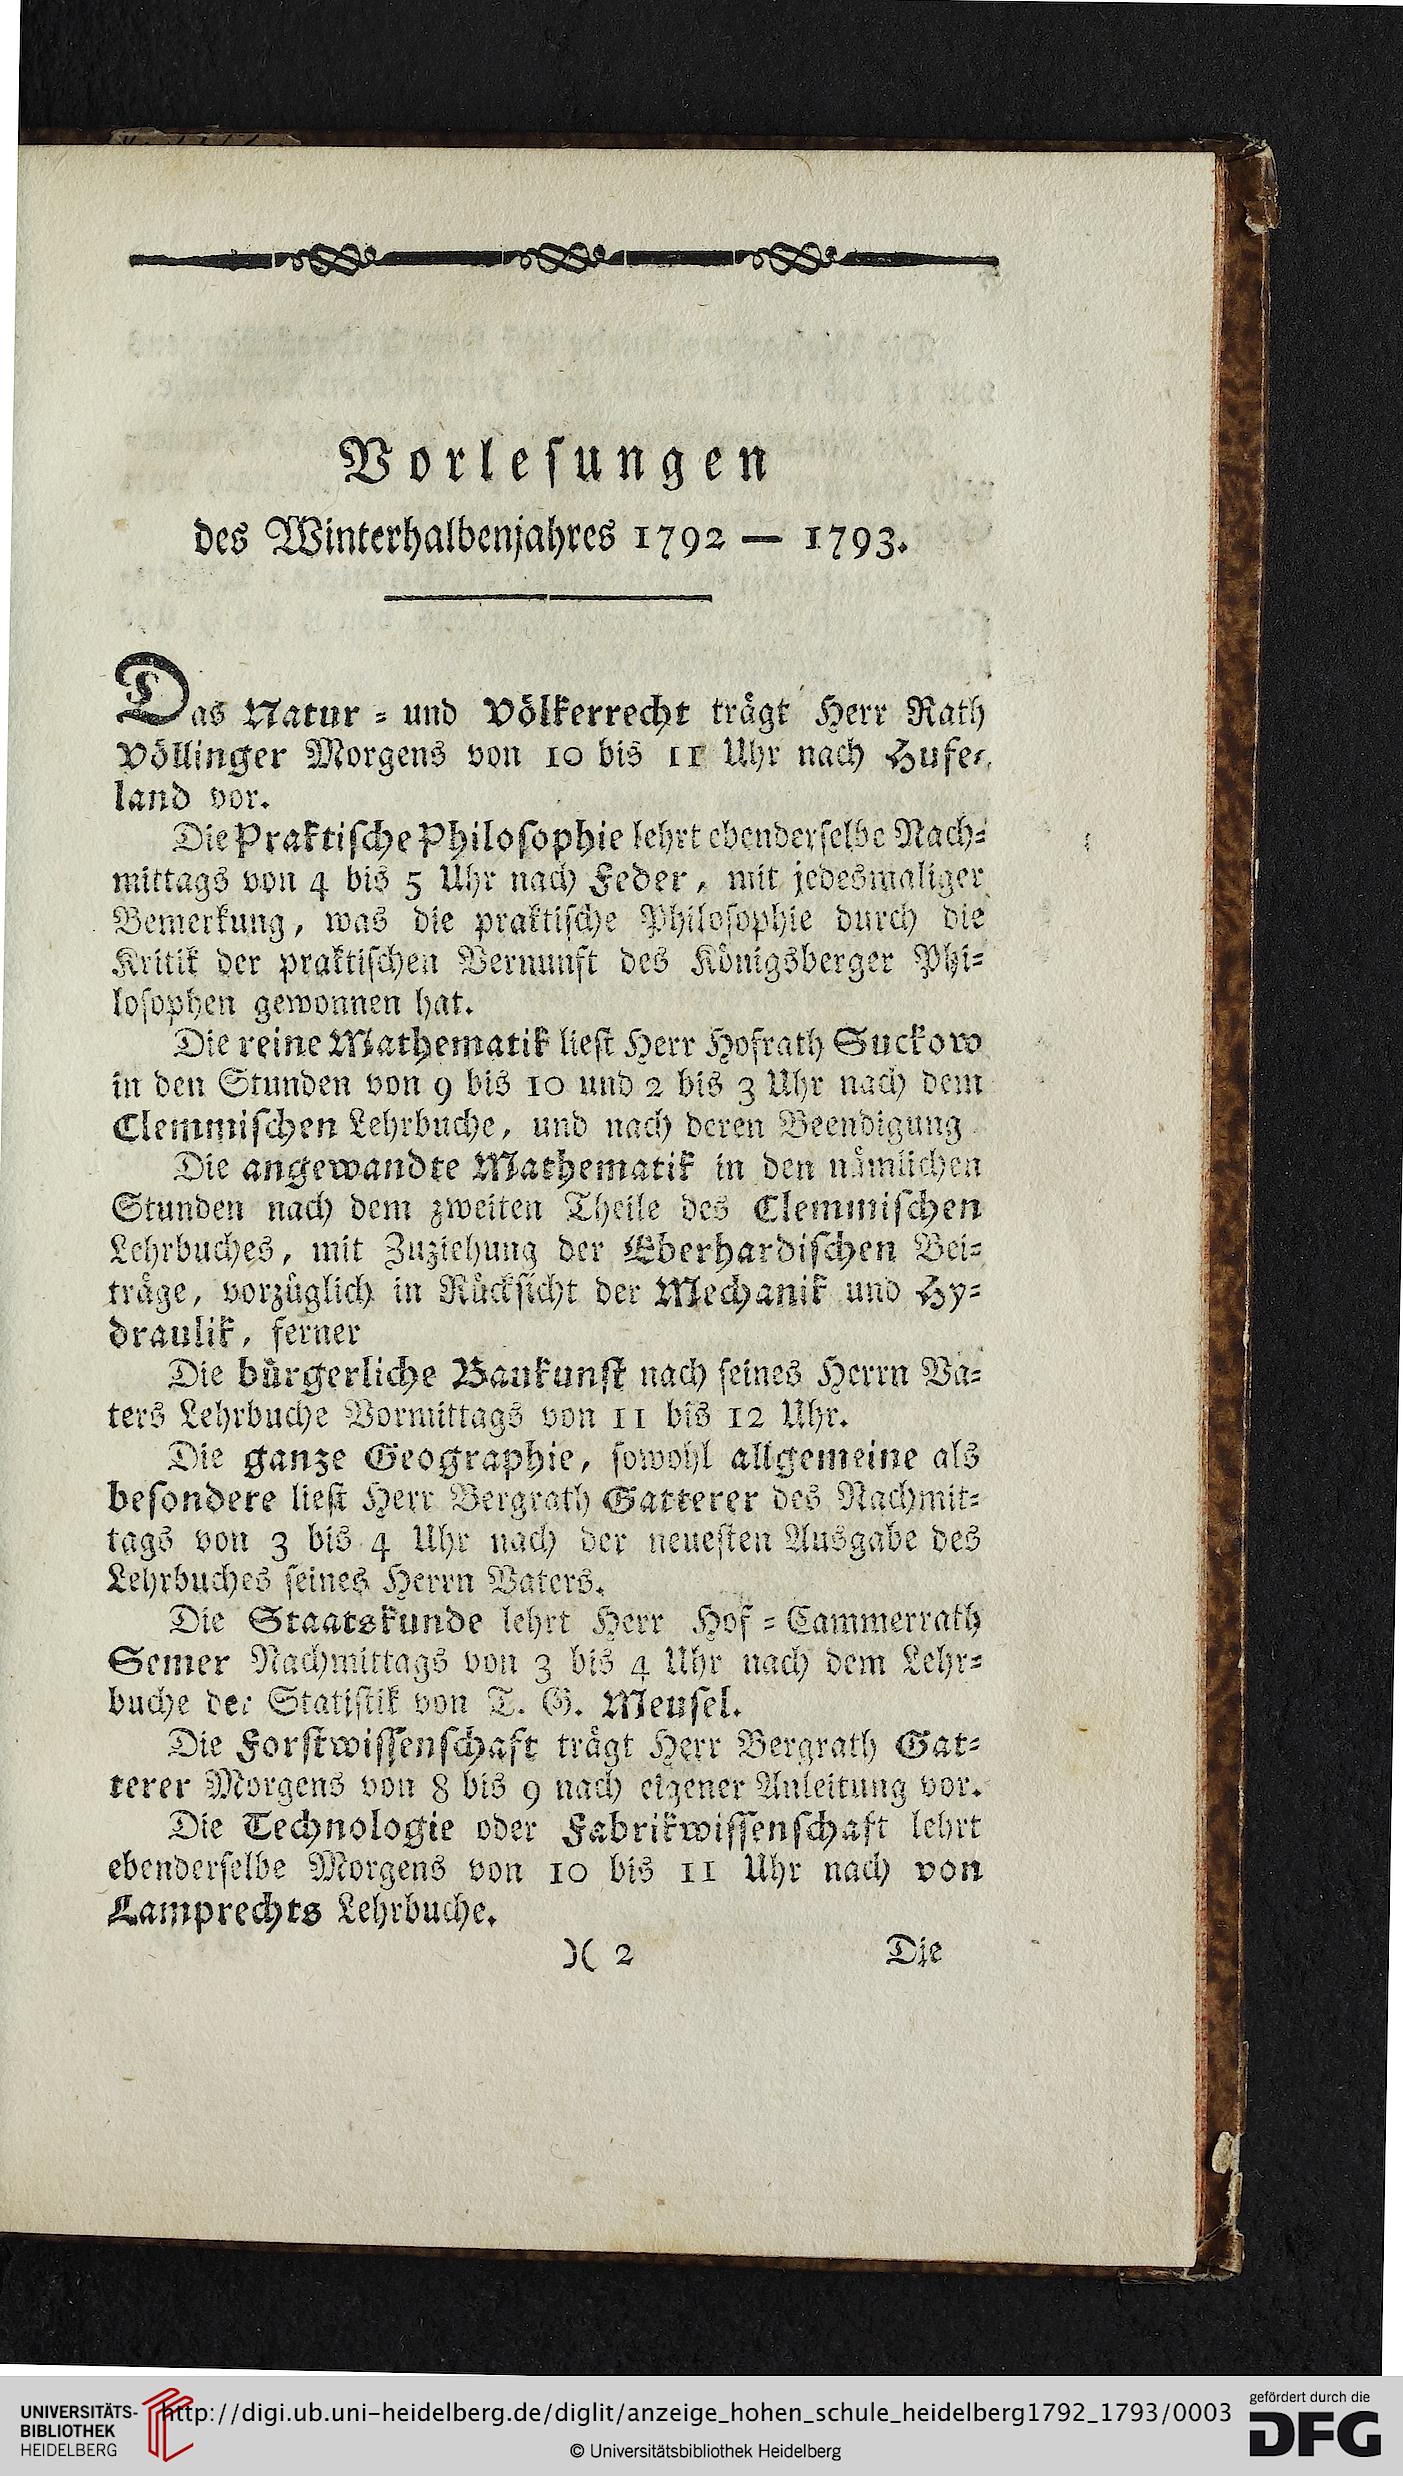 Vorlesungen
des Winterhalbenjahres 1792 — 1793.
Das Natur = und Völkerrecht trägt Herr Rath
Völlinger Morgens von 10 bis 11 Uhr nach Hufe=
land vor.
Die Praktische Philosophie lehrt ebenderselbe Nach=
mittags von 4 bis 5 Uhr nach Feder, mit jedesmaliger
Bemerkung, was die praktische Philosophie durch die
Kritik der praktischen Vernunft des Königsberger Phi=
losophen gewonnen hat.
Die reine Mathematik liest Herr Hofrath Suckow
in den Stunden von 9 bis 10 und 2 bis 3 Uhr nach dem
Clemmischen Lehrbuche, und nach deren Beendigung
Die angewandte Mathematik in den nämlichen
Stunden nach dem zweiten Theile des Clemmischen
Lehrbuches, mit Zuziehung der Eberhardischen Bei=
träge, vorzüglich in Rücksicht der Mechanik und Hy=
draulik, ferner
Die bürgerliche Baukunst nach seines Herrn Va=
ters Lehrbuche Vormittags von 11 bis 12 Uhr.
Die ganze Geographie, sowohl allgemeine als
besondere liest Herr Bergrath Gatterer des Nachmit=
tags von 3 bis 4 Uhr nach der neuesten Ausgabe des
Lehrbuches seines Herrn Vaters.
Die Staatskunde lehrt Herr Hof = Cammerrath
Semer Nachmittags von 3 bis 4 Uhr nach dem Lehr=
buche der Statistik von T. G. Meusel.
Die Forstwissenschaft trägt Herr Bergrath Gat=
terer Morgens von 8 bis 9 nach eigener Anleitung vor.
Die Technologie oder Fabrikwissenschaft lehrt
ebenderselbe Morgens von 10 bis 11 Uhr nach von
Lamprechts Lehrbuche.
)( 2 Die
UNIVERSITÄTS-
BIBLIOTHEK
HEIDELBERG
http://digi.ub.uni-heidelberg.de/diglit/anzeige_hohen_schule_heidelberg1792_1793/0003
© Universitätsbibliothek Heidelberg
gefördert durch die
DFG